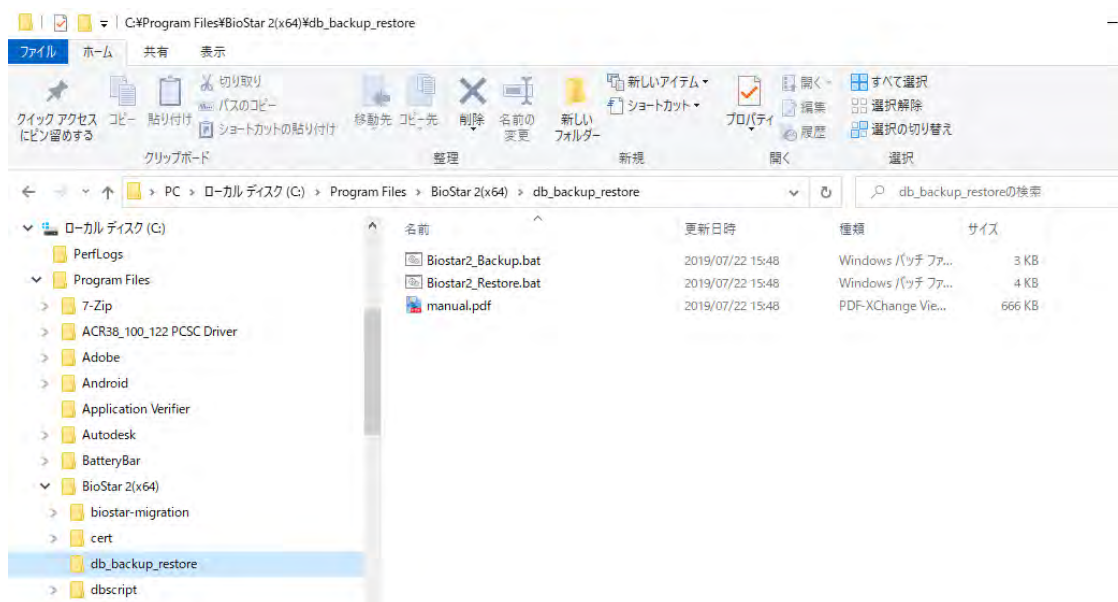 C:¥Program Files¥BioStar 2(x64)¥db_backup_restore
ファイル ホーム 共有 表示
クイック アクセスにピン留めする
コピー
貼り付け
切り取り
パスのコピー
ショートカットの貼り付け
クリップボード
移動先
コピー先
削除
名前の変更
整理
新しいフォルダー
新しいアイテム
ショートカット
新規
プロパティ
開く
編集
履歴
開く
すべて選択
選択解除
選択の切り替え
選択
PC > ローカル ディスク (C:) > Program Files > BioStar 2(x64) > db_backup_restore
db_backup_restoreの検索
ローカル ディスク (C:)
PerfLogs
Program Files
7-Zip
ACR38_100_122 PCSC Driver
Adobe
Android
Application Verifier
Autodesk
BatteryBar
BioStar 2(x64)
biostar-migration
cert
db_backup_restore
dbscript
名前 更新日時 種類 サイズ
Biostar2_Backup.bat 2019/07/22 15:48 Windows バッチ ファ... 3 KB
Biostar2_Restore.bat 2019/07/22 15:48 Windows バッチ ファ... 4 KB
manual.pdf 2019/07/22 15:48 PDF-XChange Vie... 666 KB